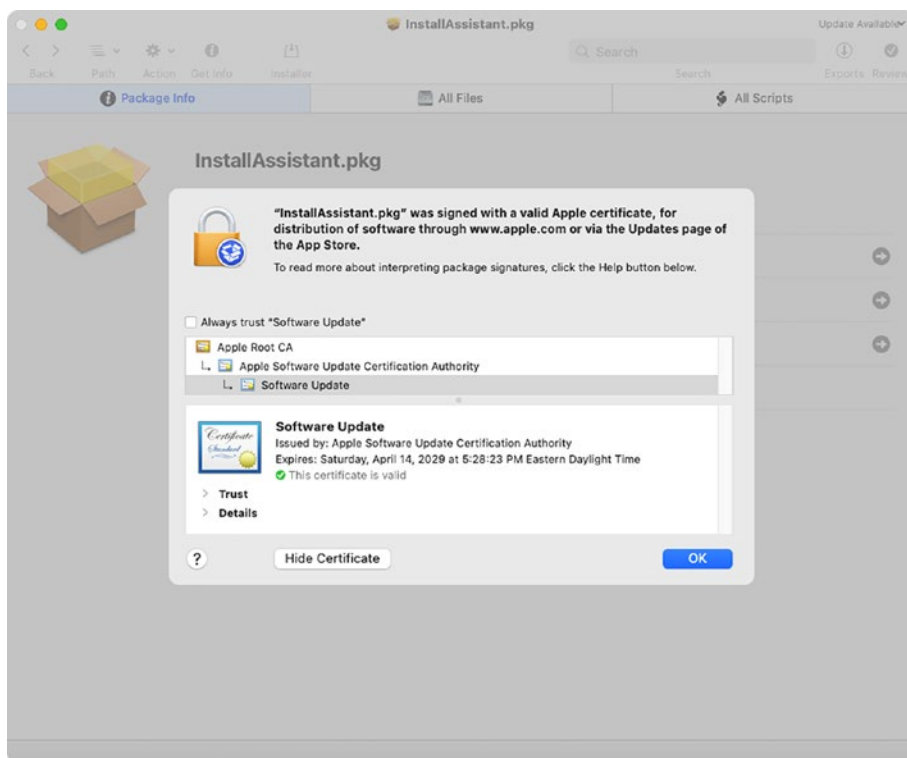 InstallAssistant.pkg
Update Available
Search
Back Path Action Get Info Installer Search Exports Review
Package Info All Files All Scripts
InstallAssistant.pkg
“InstallAssistant.pkg” was signed with a valid Apple certificate, for
distribution of software through www.apple.com or via the Updates page of
the App Store.
To read more about interpreting package signatures, click the Help button below.
Always trust "Software Update"
Apple Root CA
Apple Software Update Certification Authority
Software Update
Certificate
Standard
Software Update
Issued by: Apple Software Update Certification Authority
Expires: Saturday, April 14, 2029 at 5:28:23 PM Eastern Daylight Time
This certificate is valid
Trust
Details
? Hide Certificate OK